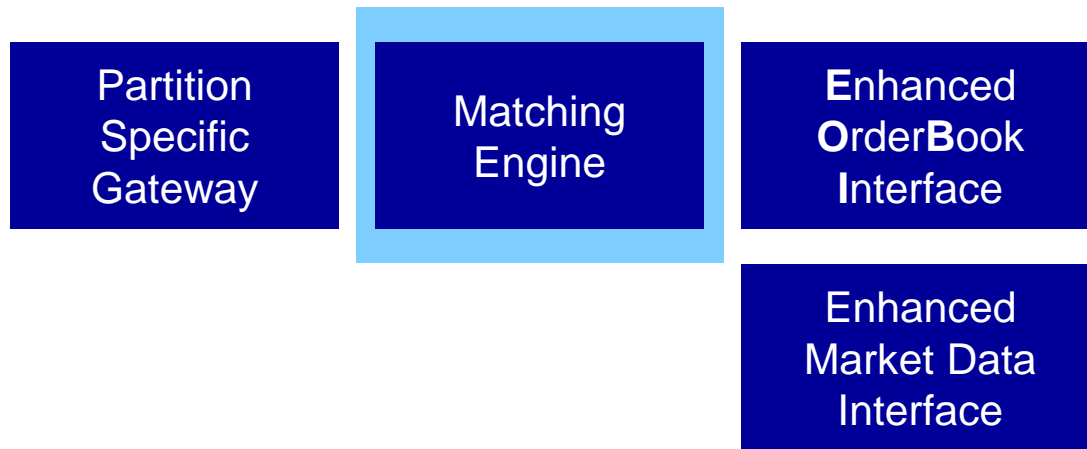 Partition
Specific
Gateway
Matching
Engine
Enhanced
OrderBook
Interface
Enhanced
Market Data
Interface